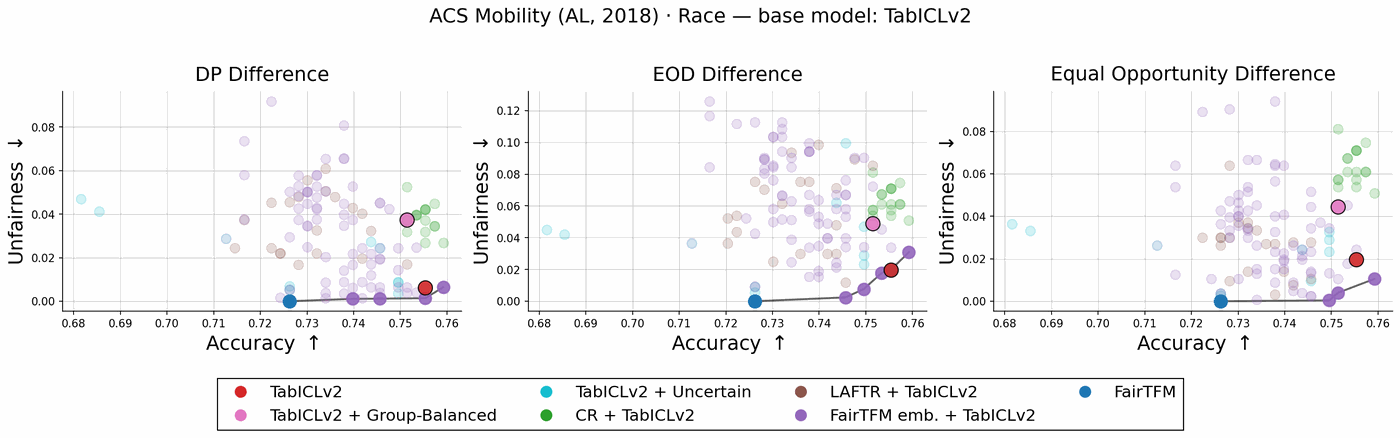 ACS Mobility (AL, 2018) · Race — base model: TabICLv2
DP Difference
EOD Difference
Equal Opportunity Difference
Unfairness ↓
0.08
0.06
0.04
0.02
0.00
0.68 0.69 0.70 0.71 0.72 0.73 0.74 0.75 0.76
Accuracy ↑
Unfairness ↓
0.12
0.10
0.08
0.06
0.04
0.02
0.00
0.68 0.69 0.70 0.71 0.72 0.73 0.74 0.75 0.76
Accuracy ↑
Unfairness ↓
0.08
0.06
0.04
0.02
0.00
0.68 0.69 0.70 0.71 0.72 0.73 0.74 0.75 0.76
Accuracy ↑
TabICLv2
TabICLv2 + Group-Balanced
TabICLv2 + Uncertain
CR + TabICLv2
LAFTR + TabICLv2
FairTFM emb. + TabICLv2
FairTFM